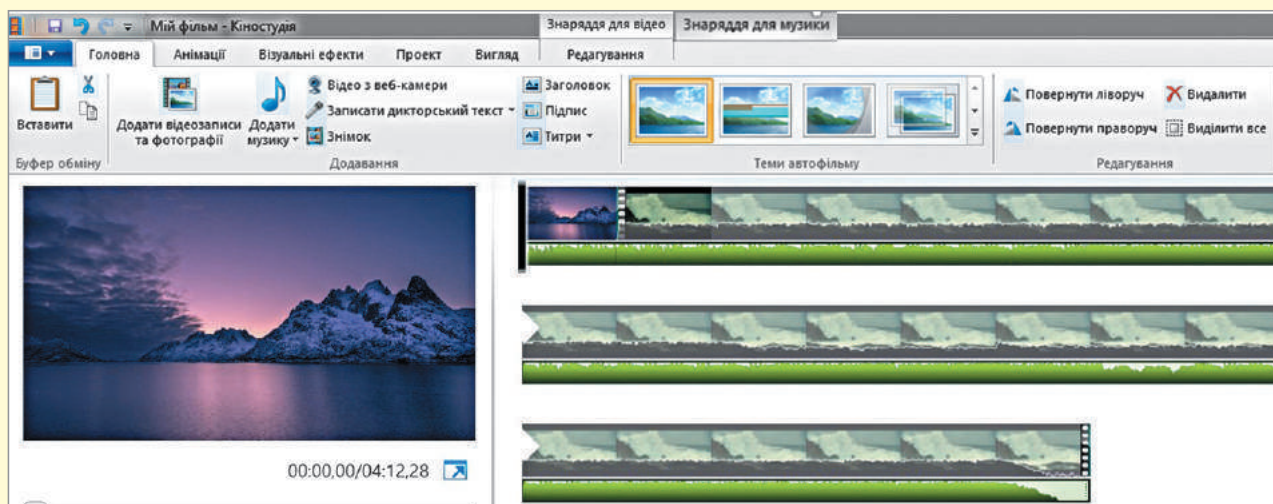 Мій фільм - Кіностудія
Знаряддя для відео
Знаряддя для музики
Головна
Анімації
Візуальні ефекти
Проект
Вигляд
Редагування
Вставити
Буфер обміну
Додати відеозаписи
та фотографії
Додати
музику
Відео з веб-камери
Записати дикторський текст
Знімок
Додавання
Заголовок
Підпис
Титри
Теми автофільму
Повернути ліворуч
Повернути праворуч
Видалити
Виділити все
Редагування
00:00,00/04:12,28